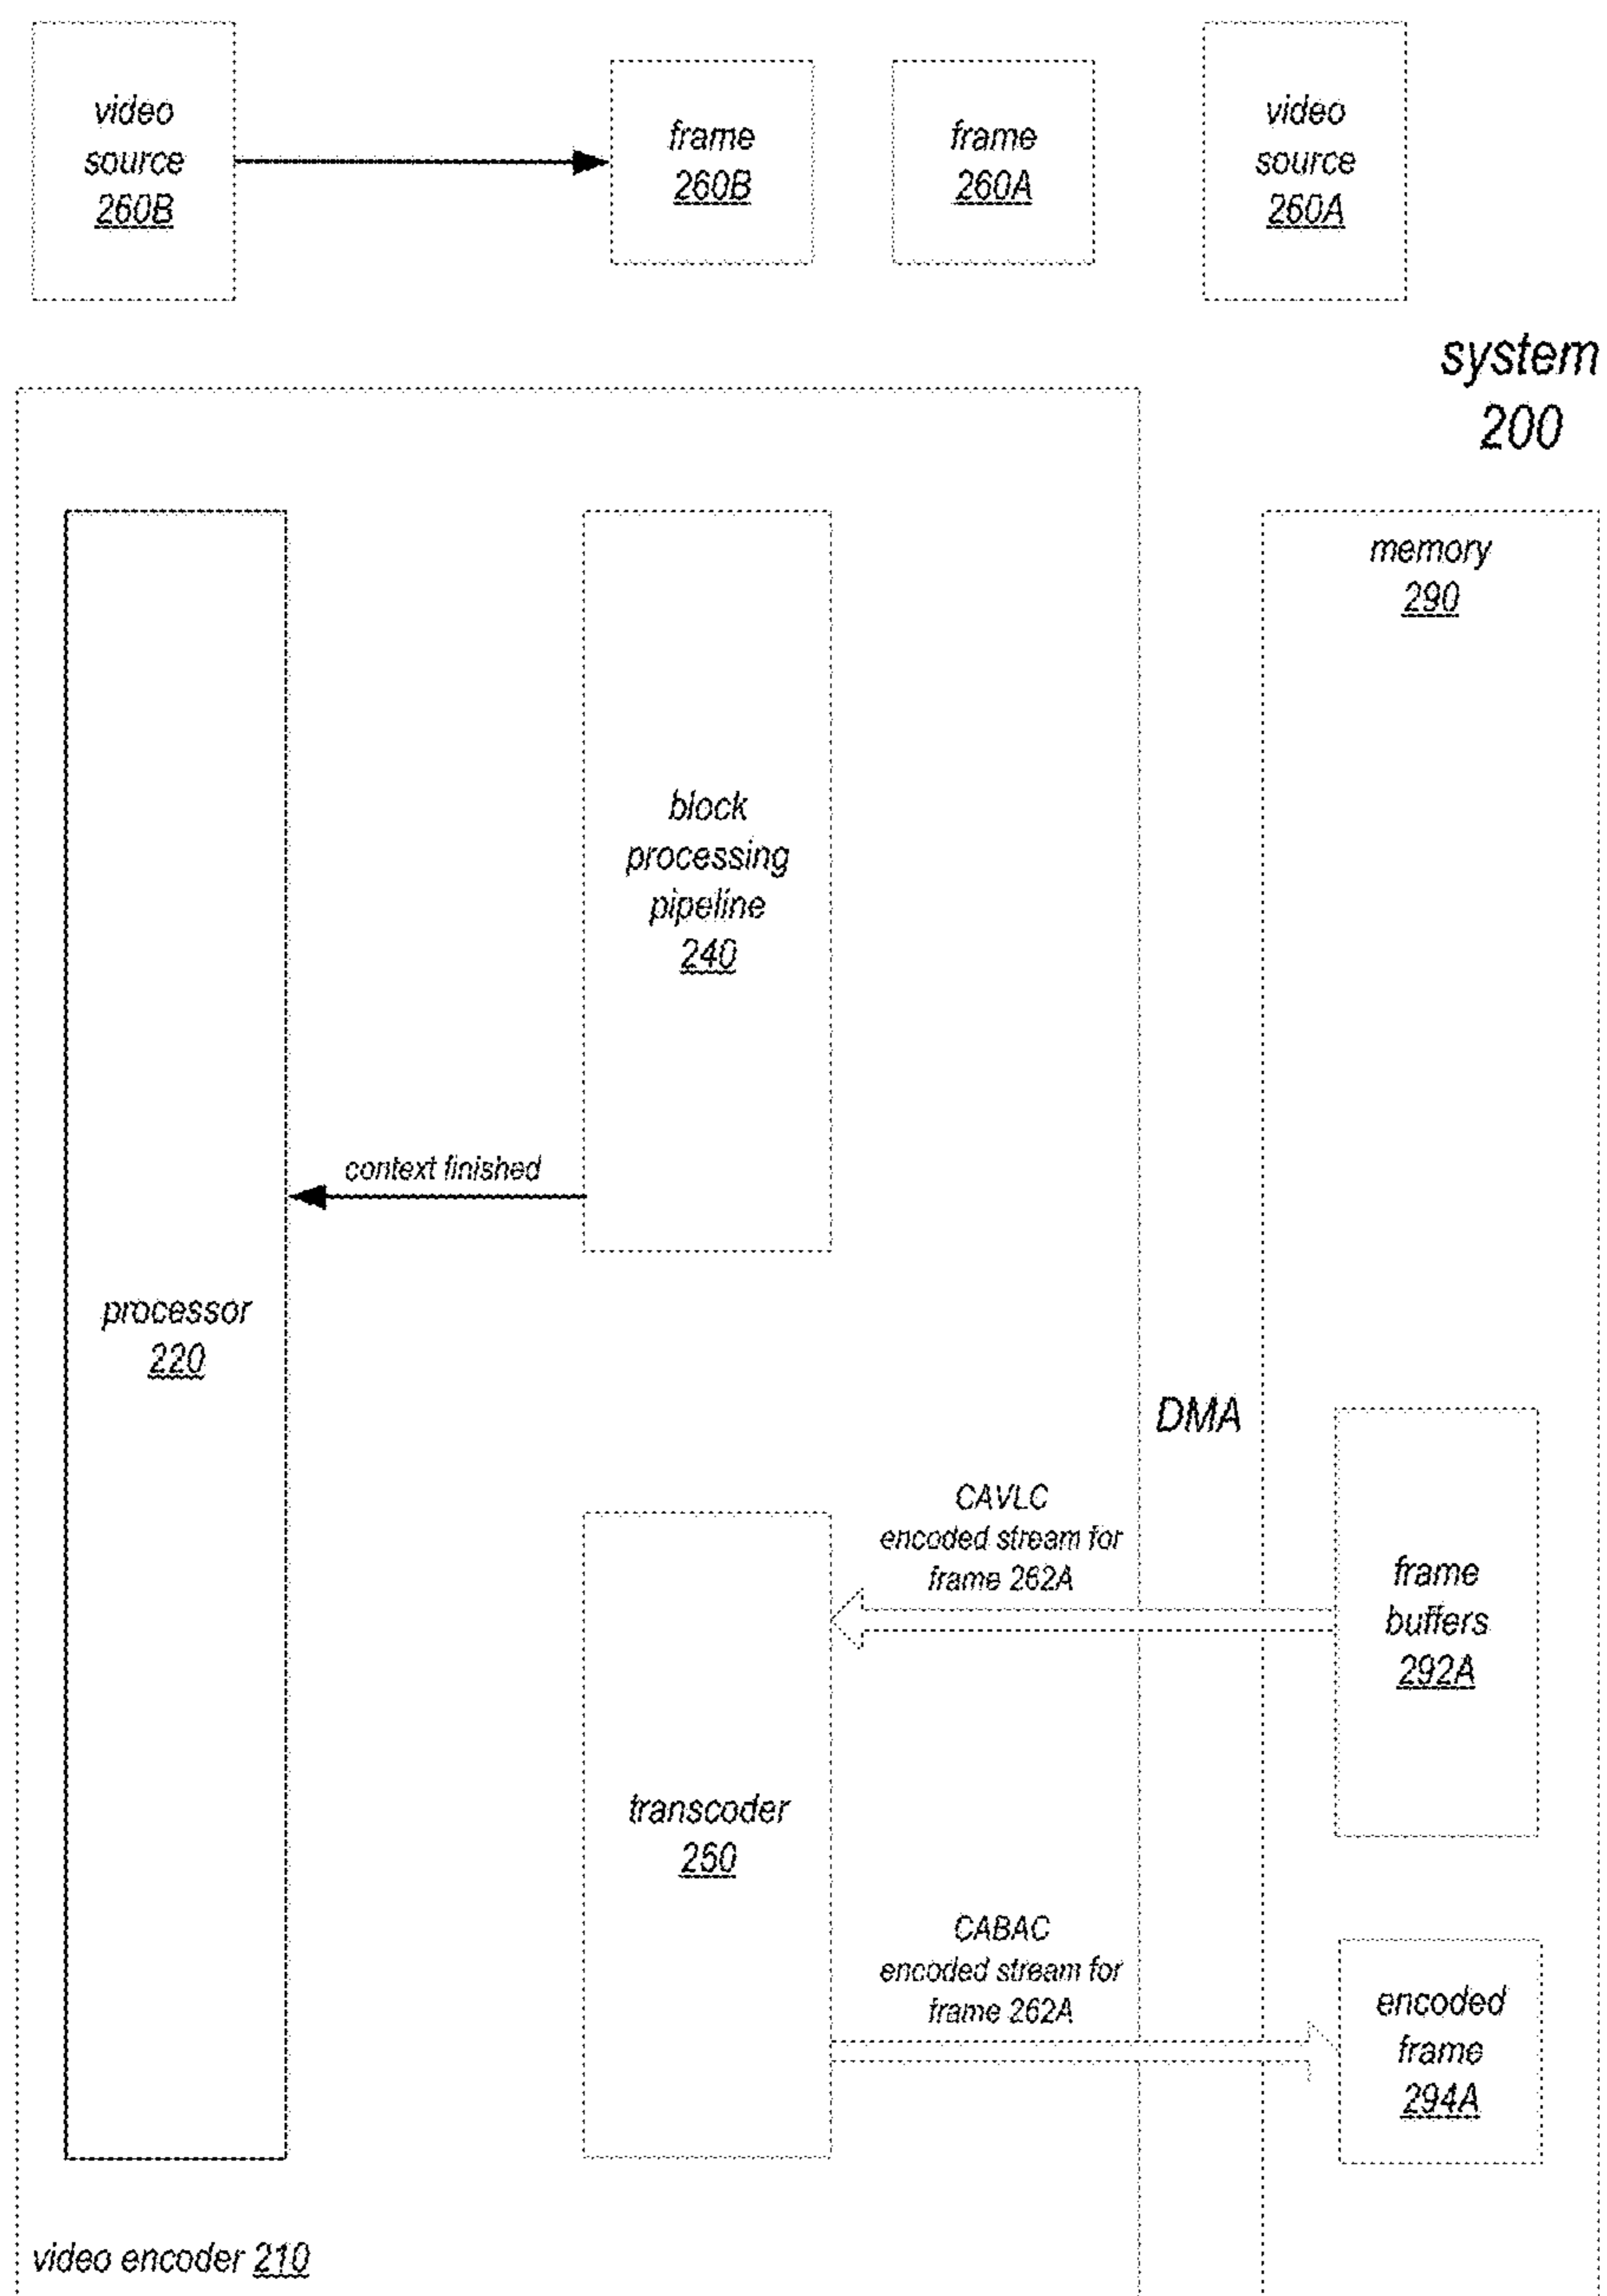 video
source
260B
frame
260B
frame
260A
video
source
260A
system
200
memory
290
block
processing
pipeline
240
context finished
processor
220
DMA
CAVLC
encoded stream for
frame 262A
frame
buffers
292A
transcoder
250
CABAC
encoded stream for
frame 262A
encoded
frame
294A
video encoder 210